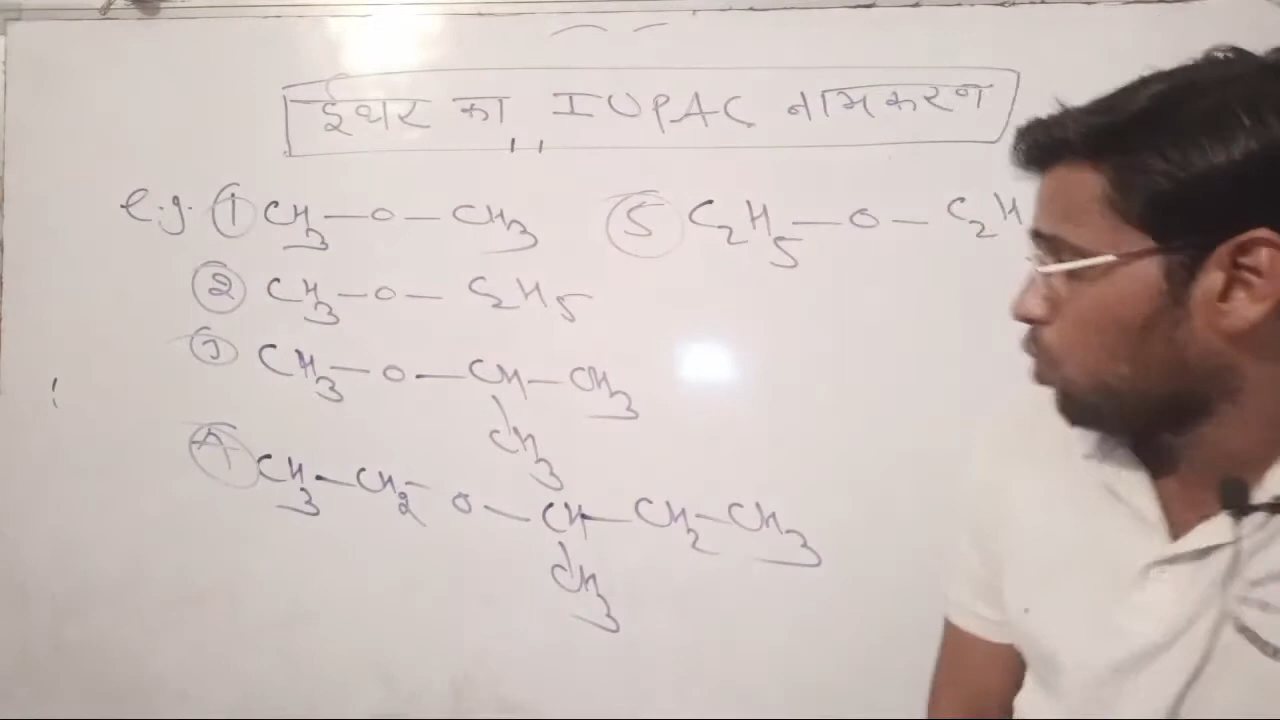 ईथर का IUPAC नामकरण
e.g. ① CH3—O—CH3
② CH3—O—C2H5
③ CH3—O—CH—CH3
CH3
④ CH3—CH2—O—CH—CH2—CH3
CH3
⑤ C2H5—O—C2H